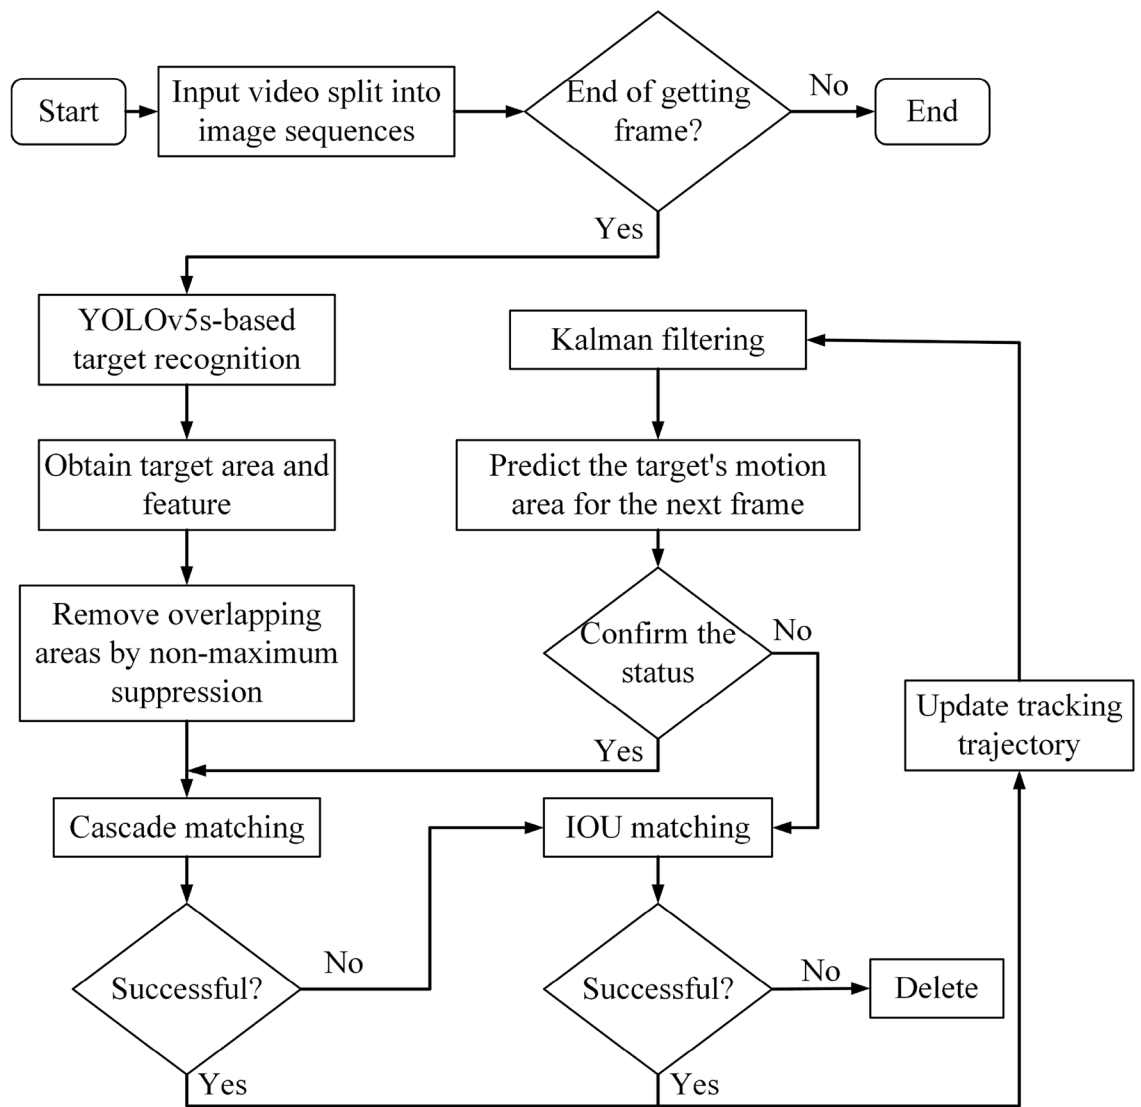 Start
Input video split into
image sequences
End of getting
frame?
No
End
Yes
YOLOv5s-based
target recognition
Obtain target area and
feature
Remove overlapping
areas by non-maximum
suppression
Kalman filtering
Predict the target's motion
area for the next frame
Confirm the
status
No
Yes
Update tracking
trajectory
Cascade matching
IOU matching
Successful?
No
Yes
Successful?
No
Delete
Yes